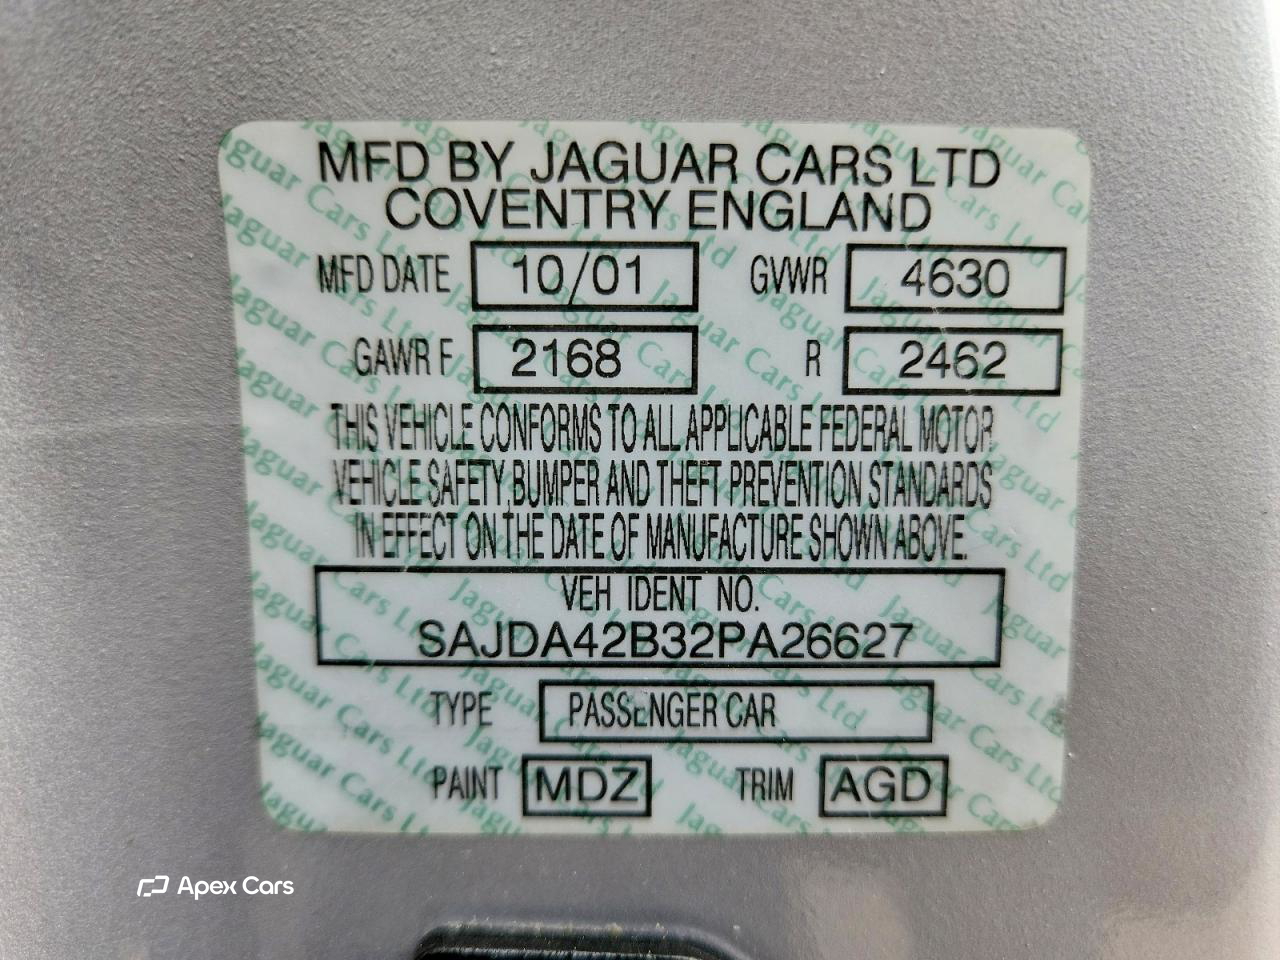 MFD BY JAGUAR CARS LTD
COVENTRY ENGLAND
MFD DATE 10/01 GVWR 4630
GAWR F 2168 R 2462
THIS VEHICLE CONFORMS TO ALL APPLICABLE FEDERAL MOTOR
VEHICLE SAFETY, BUMPER AND THEFT PREVENTION STANDARDS
IN EFFECT ON THE DATE OF MANUFACTURE SHOWN ABOVE.
VEH IDENT NO.
SAJDA42B32PA26627
TYPE PASSENGER CAR
PAINT MDZ TRIM AGD
Apex Cars